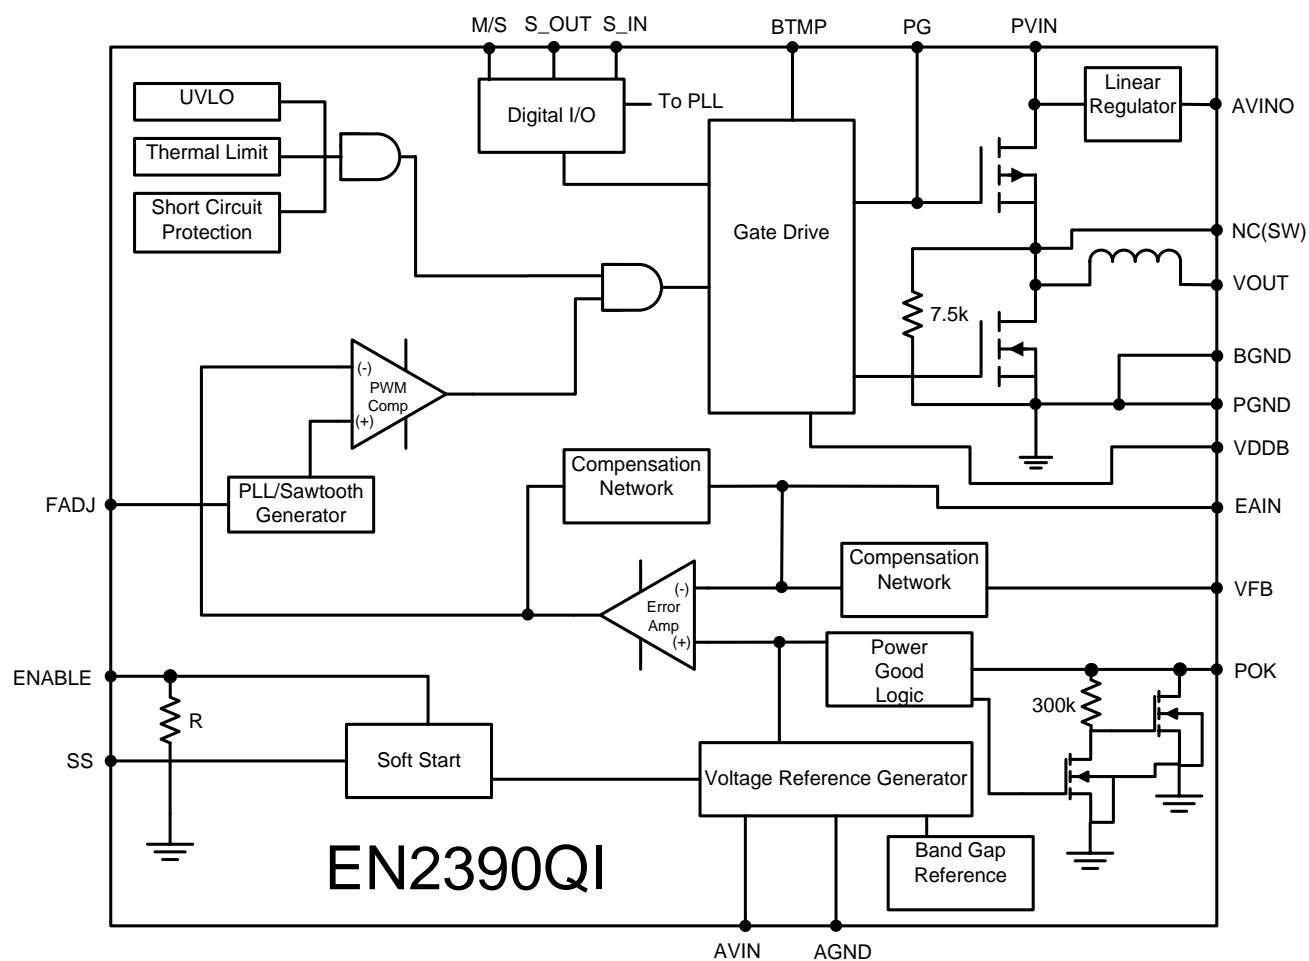 M/S
S_OUT
S_IN
BTMP
PG
PVIN
UVLO
Thermal Limit
Short Circuit
Protection
Digital I/O
To PLL
Linear
Regulator
AVINO
Gate Drive
NC(SW)
VOUT
7.5k
BGND
PGND
VDDB
(-)
PWM
Comp
(+)
Compensation
Network
FADJ
PLL/Sawtooth
Generator
EAIN
Compensation
Network
VFB
(-)
Error
Amp
(+)
Power
Good
Logic
POK
ENABLE
R
300k
SS
Soft Start
Voltage Reference Generator
EN2390QI
Band Gap
Reference
AVIN
AGND